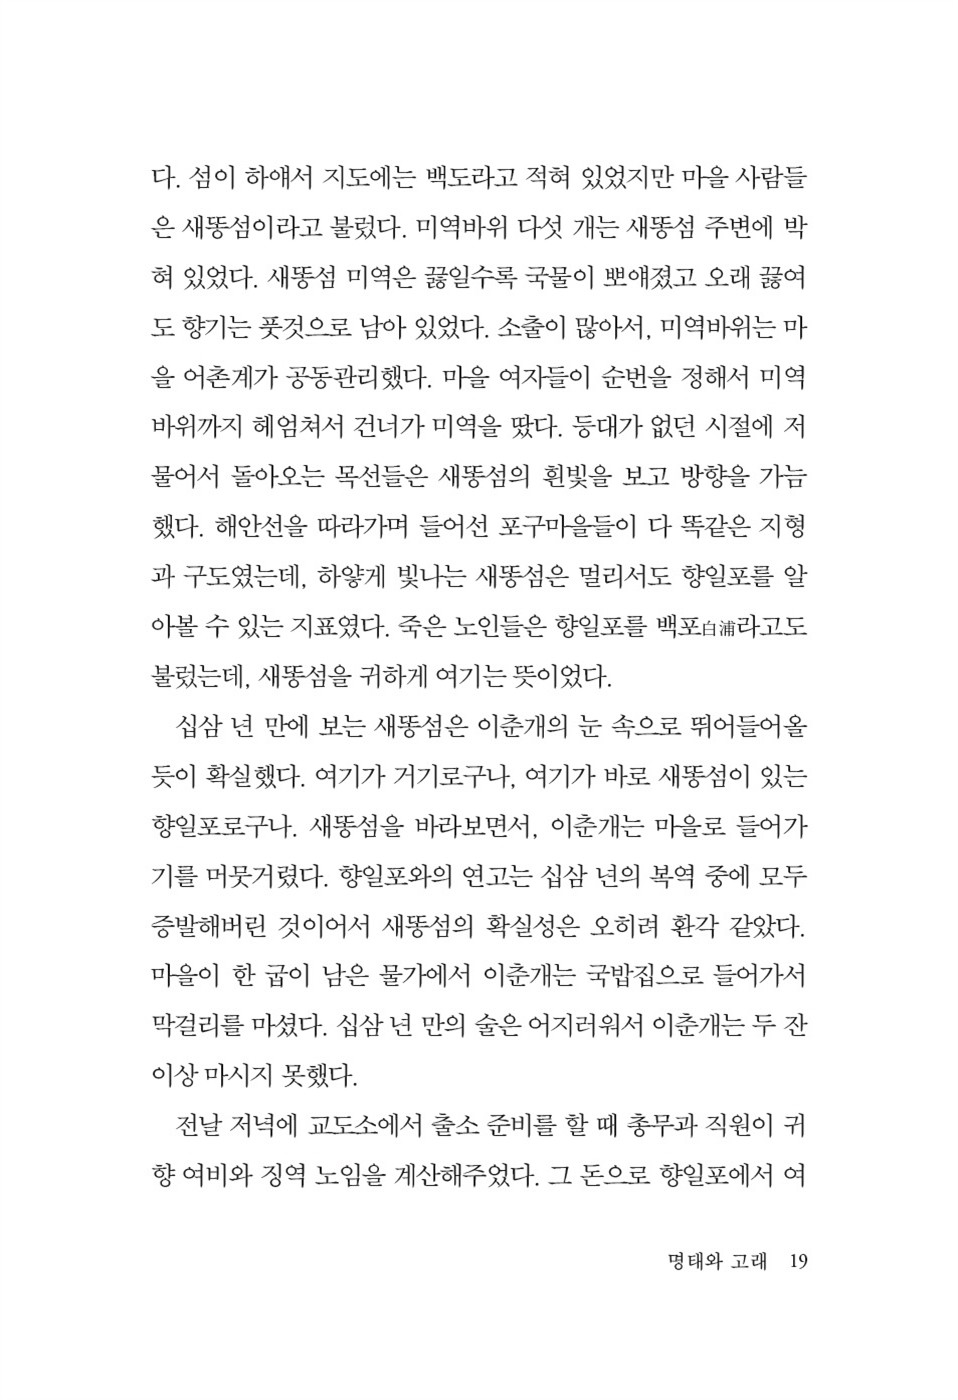 다. 섬이 하얘서 지도에는 백도라고 적혀 있었지만 마을 사람들
은 새똥섬이라고 불렀다. 미역바위 다섯 개는 새똥섬 주변에 박
혀 있었다. 새똥섬 미역은 끓일수록 국물이 뽀얘졌고 오래 끓여
도 향기는 풋것으로 남아 있었다. 소출이 많아서, 미역바위는 마
을 어촌계가 공동관리했다. 마을 여자들이 순번을 정해서 미역
바위까지 헤엄쳐서 건너가 미역을 땄다. 등대가 없던 시절에 저
물어서 돌아오는 목선들은 새똥섬의 흰빛을 보고 방향을 가늠
했다. 해안선을 따라가며 들어선 포구마을들이 다 똑같은 지형
과 구도였는데, 하얗게 빛나는 새똥섬은 멀리서도 향일포를 알
아볼 수 있는 지표였다. 죽은 노인들은 향일포를 백포白浦라고도
불렀는데, 새똥섬을 귀하게 여기는 뜻이었다.
십삼 년 만에 보는 새똥섬은 이춘개의 눈 속으로 뛰어들어올
듯이 확실했다. 여기가 거기로구나, 여기가 바로 새똥섬이 있는
향일포로구나. 새똥섬을 바라보면서, 이춘개는 마을로 들어가
기를 머뭇거렸다. 향일포와의 연고는 십삼 년의 복역 중에 모두
증발해버린 것이어서 새똥섬의 확실성은 오히려 환각 같았다.
마을이 한 굽이 남은 물가에서 이춘개는 국밥집으로 들어가서
막걸리를 마셨다. 십삼 년 만의 술은 어지러워서 이춘개는 두 잔
이상 마시지 못했다.
전날 저녁에 교도소에서 출소 준비를 할 때 총무과 직원이 귀
향 여비와 징역 노임을 계산해주었다. 그 돈으로 향일포에서 여
명태와 고래 19